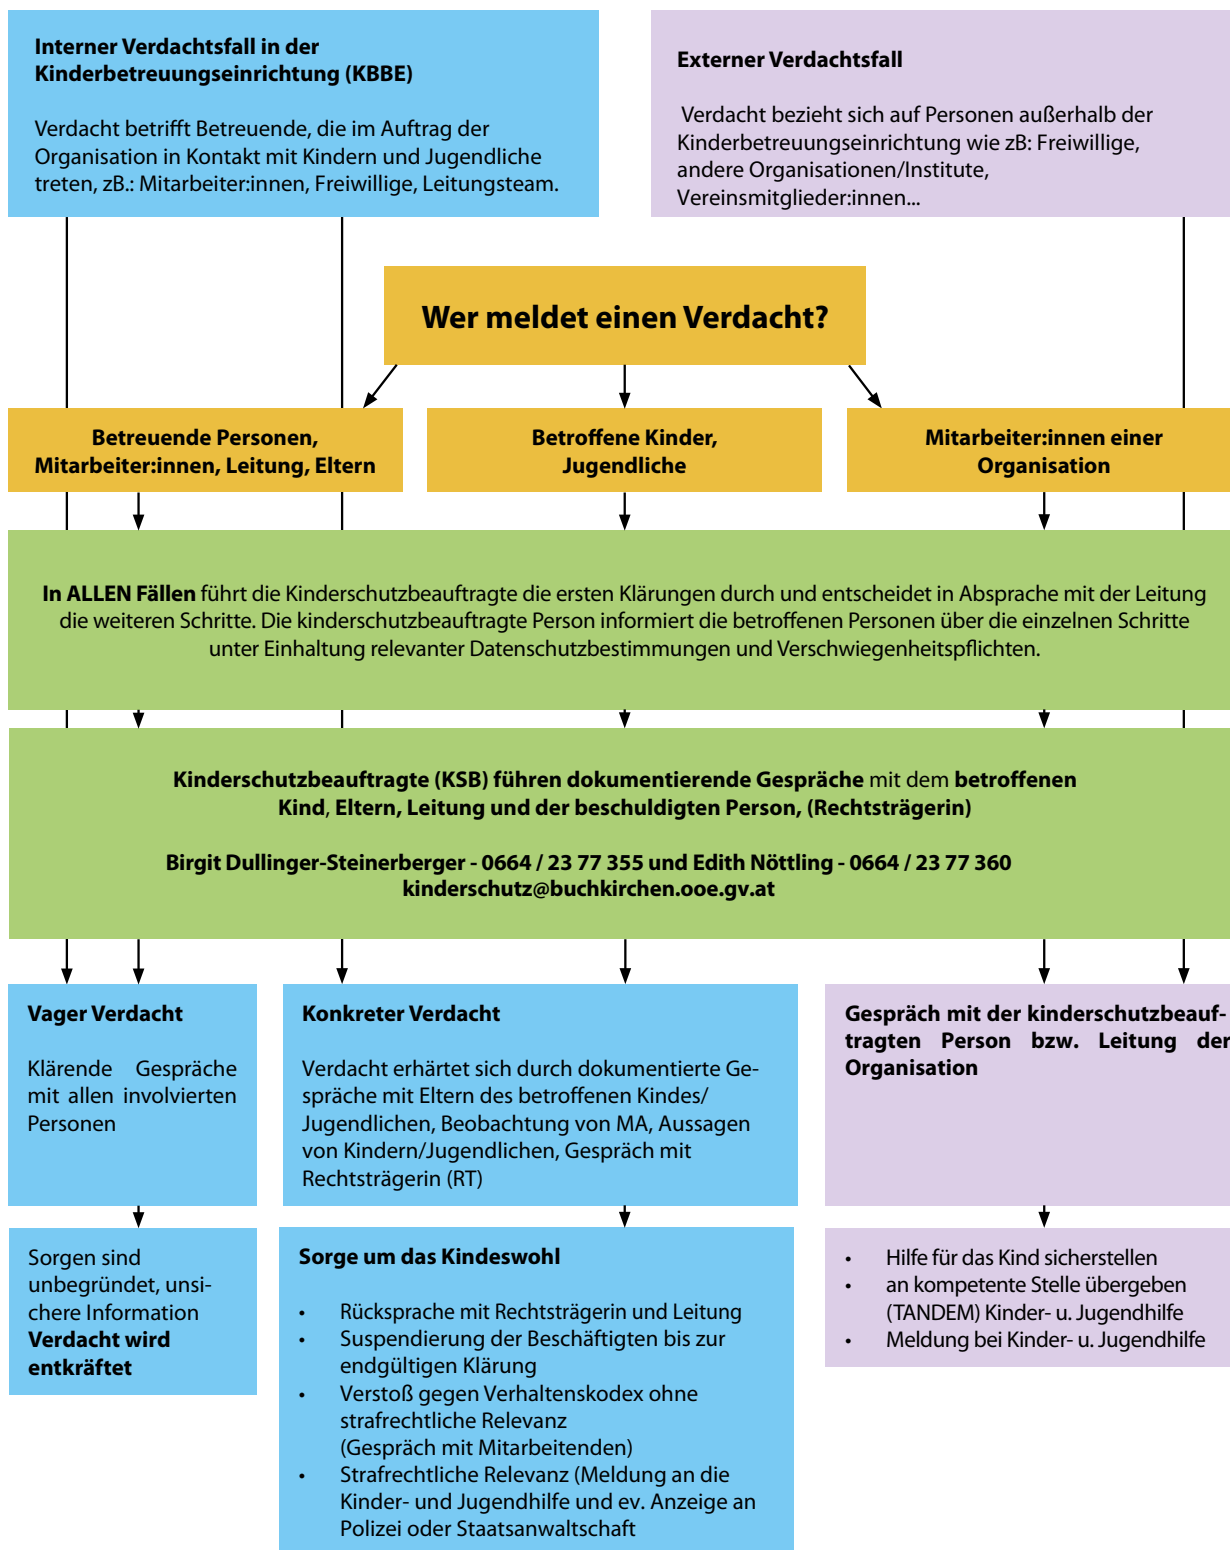 Interner Verdachtsfall in der
Kinderbetreuungseinrichtung (KBBE)
Verdacht betrifft Betreuende, die im Auftrag der
Organisation in Kontakt mit Kindern und Jugendliche
treten, zB.: Mitarbeiter:innen, Freiwillige, Leitungsteam.
Externer Verdachtsfall
Verdacht bezieht sich auf Personen außerhalb der
Kinderbetreuungseinrichtung wie zB: Freiwillige,
andere Organisationen/Institute,
Vereinsmitglieder:innen...
Wer meldet einen Verdacht?
Betreuende Personen,
Mitarbeiter:innen, Leitung, Eltern
Betroffene Kinder,
Jugendliche
Mitarbeiter:innen einer
Organisation
In ALLEN Fällen führt die Kinderschutzbeauftragte die ersten Klärungen durch und entscheidet in Absprache mit der Leitung
die weiteren Schritte. Die kinderschutzbeauftragte Person informiert die betroffenen Personen über die einzelnen Schritte
unter Einhaltung relevanter Datenschutzbestimmungen und Verschwiegenheitspflichten.
Kinderschutzbeauftragte (KSB) führen dokumentierende Gespräche mit dem betroffenen
Kind, Eltern, Leitung und der beschuldigten Person, (Rechtsträgerin)
Birgit Dullinger-Steinerberger - 0664 / 23 77 355 und Edith Nöttling - 0664 / 23 77 360
kinderschutz@buchkirchen.ooe.gv.at
Vager Verdacht
Klärende Gespräche
mit allen involvierten
Personen
Konkreter Verdacht
Verdacht erhärtet sich durch dokumentierte Ge-
spräche mit Eltern des betroffenen Kindes/
Jugendlichen, Beobachtung von MA, Aussagen
von Kindern/Jugendlichen, Gespräch mit
Rechtsträgerin (RT)
Gespräch mit der kinderschutzbeauf-
tragten Person bzw. Leitung der
Organisation
Sorgen sind
unbegründet, unsi-
chere Information
Verdacht wird
entkräftet
Sorge um das Kindeswohl
• Rücksprache mit Rechtsträgerin und Leitung
• Suspendierung der Beschäftigten bis zur
endgültigen Klärung
• Verstoß gegen Verhaltenskodex ohne
strafrechtliche Relevanz
(Gespräch mit Mitarbeitenden)
• Strafrechtliche Relevanz (Meldung an die
Kinder- und Jugendhilfe und ev. Anzeige an
Polizei oder Staatsanwaltschaft
• Hilfe für das Kind sicherstellen
• an kompetente Stelle übergeben
(TANDEM) Kinder- u. Jugendhilfe
• Meldung bei Kinder- u. Jugendhilfe